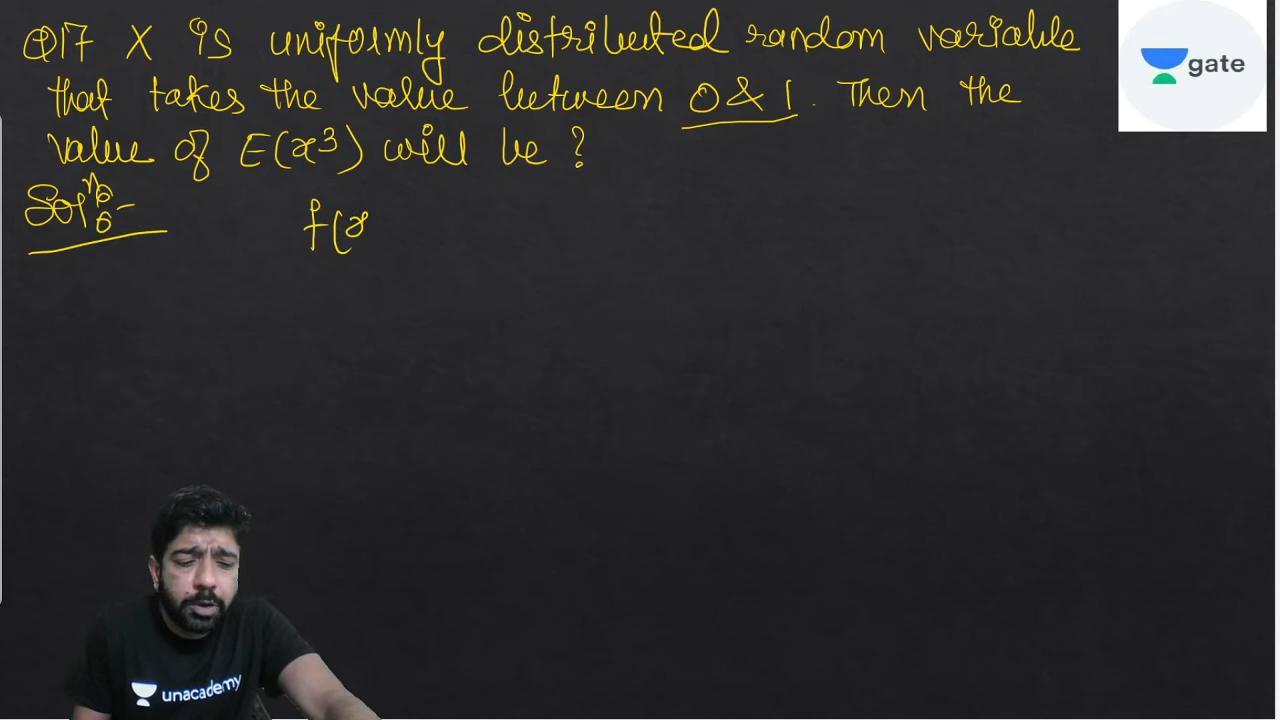 Q17 X is uniformly distributed random variable
that takes the value between 0 & 1. Then the
value of E(x³) will be ?
Solⁿ:-
f(x
gate
unacademy